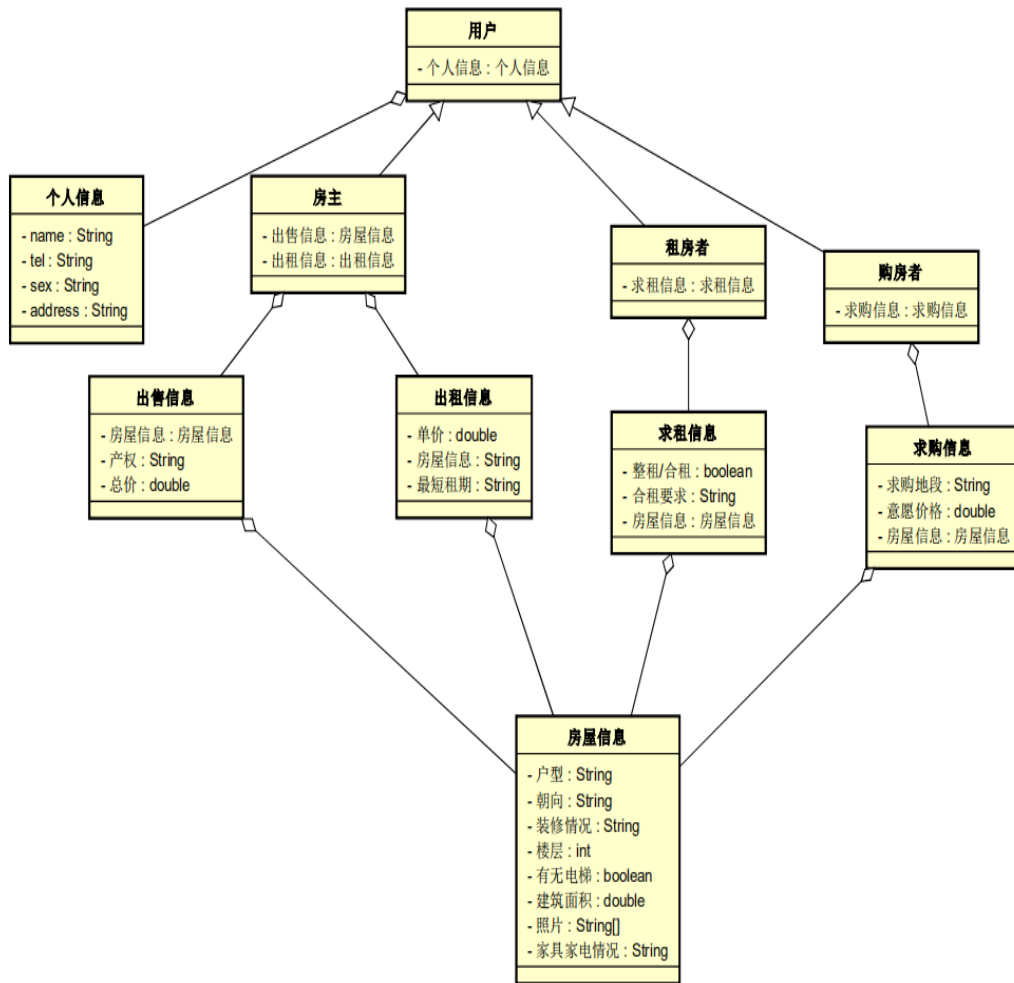 用户
- 个人信息 : 个人信息
个人信息
- name : String
- tel : String
- sex : String
- address : String
房主
- 出售信息 : 房屋信息
- 出租信息 : 出租信息
租房者
- 求租信息 : 求租信息
购房者
- 求购信息 : 求购信息
出售信息
- 房屋信息 : 房屋信息
- 产权 : String
- 总价 : double
出租信息
- 单价 : double
- 房屋信息 : String
- 最短租期 : String
求租信息
- 整租/合租 : boolean
- 合租要求 : String
- 房屋信息 : 房屋信息
求购信息
- 求购地段 : String
- 意愿价格 : double
- 房屋信息 : 房屋信息
房屋信息
- 户型 : String
- 朝向 : String
- 装修情况 : String
- 楼层 : int
- 有无电梯 : boolean
- 建筑面积 : double
- 照片 : String[]
- 家具家电情况 : String